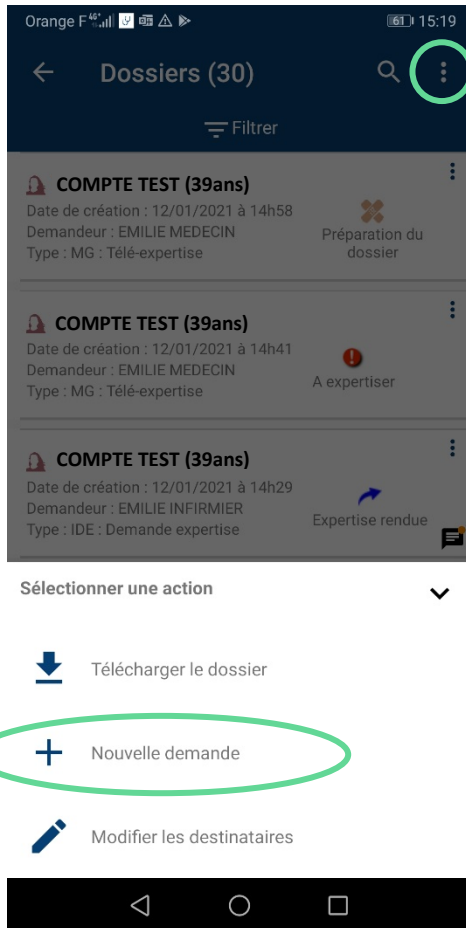 Orange F 4G+ 61 15:19
Dossiers (30)
Filtrer
COMPTE TEST (39ans)
Date de création : 12/01/2021 à 14h58
Demandeur : EMILIE MEDECIN
Type : MG : Télé-expertise
Préparation du
dossier
COMPTE TEST (39ans)
Date de création : 12/01/2021 à 14h41
Demandeur : EMILIE MEDECIN
Type : MG : Télé-expertise
A expertiser
COMPTE TEST (39ans)
Date de création : 12/01/2021 à 14h29
Demandeur : EMILIE INFIRMIER
Type : IDE : Demande expertise
Expertise rendue
Sélectionner une action
Télécharger le dossier
Nouvelle demande
Modifier les destinataires